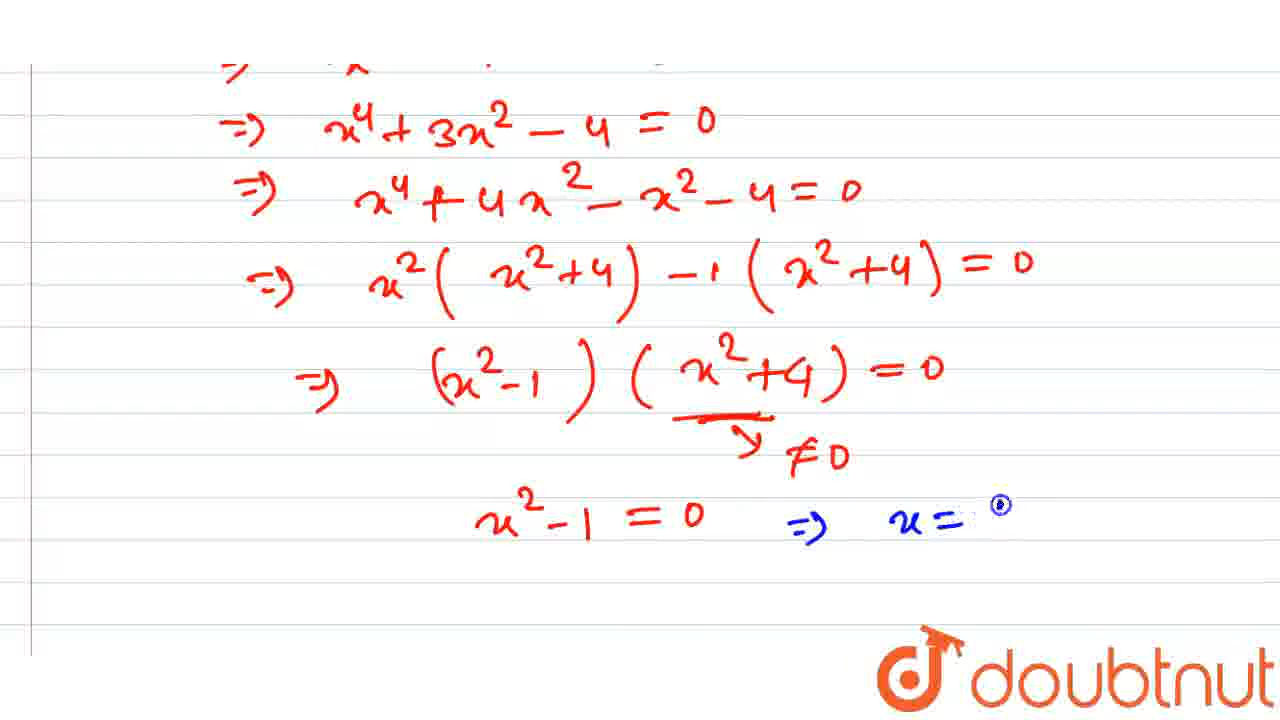 ⇒ x⁴ + 3x² - 4 = 0
⇒ x⁴ + 4x² - x² - 4 = 0
⇒ x² ( x² + 4 ) - 1 ( x² + 4 ) = 0
⇒ (x² - 1 ) ( x² + 4 ) = 0
≠ 0
x² - 1 = 0 ⇒ x =
doubtnut